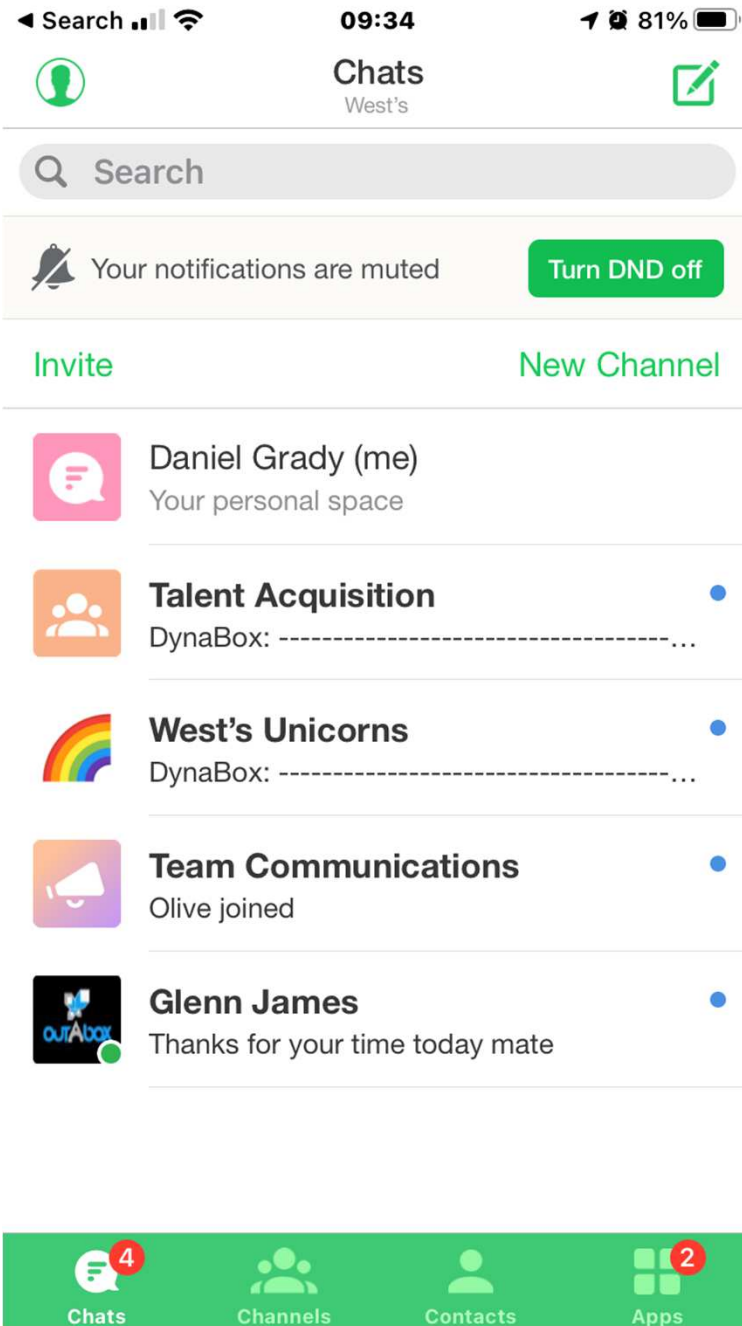 ◀ Search
09:34
81%
Chats
West's
Search
Your notifications are muted
Turn DND off
Invite
New Channel
Daniel Grady (me)
Your personal space
Talent Acquisition
DynaBox: ------------------------------------...
West's Unicorns
DynaBox: ------------------------------------...
Team Communications
Olive joined
outAbox
Glenn James
Thanks for your time today mate
4
2
Chats
Channels
Contacts
Apps